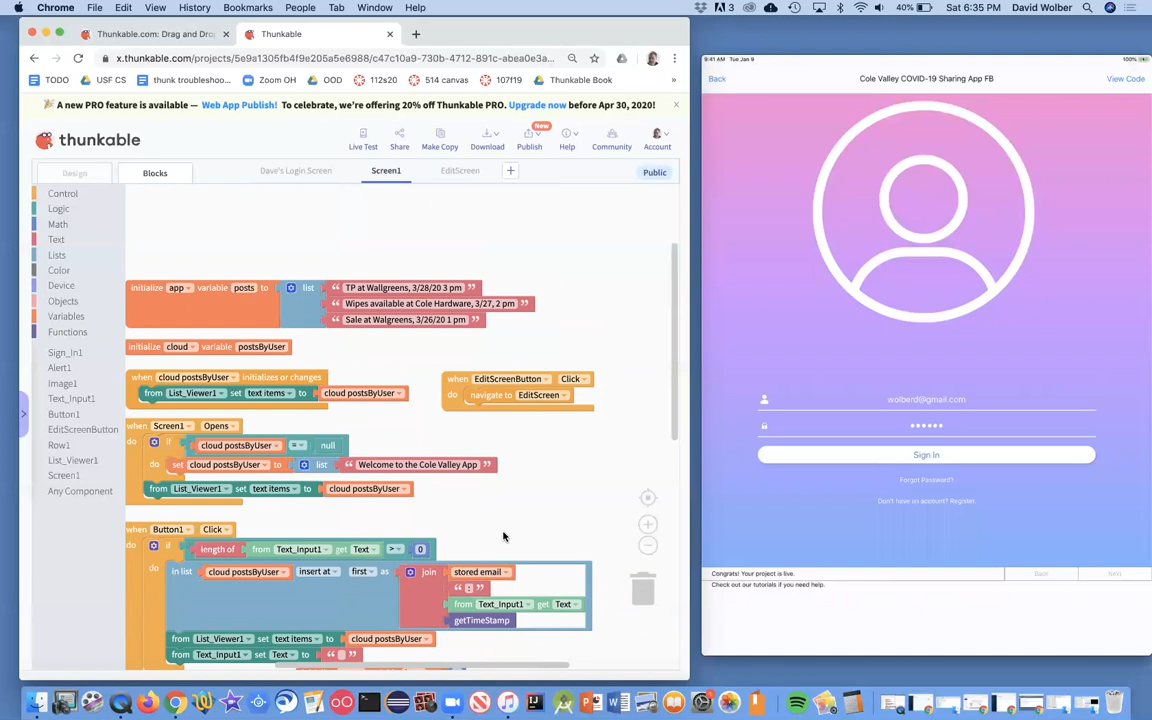 Chrome File Edit View History Bookmarks People Tab Window Help
3 40% Sat 6:35 PM David Wolber
Thunkable.com: Drag and Dro
Thunkable
x.thunkable.com/projects/5e9a1305fb4f9e205a5e6988/c47c10a9-730b-4712-891c-abea0e3a...
TODO USF CS thunk troubleshoo... Zoom OH OOD 112s20 514 canvas 107f19 Thunkable Book »
A new PRO feature is available — Web App Publish! To celebrate, we're offering 20% off Thunkable PRO. Upgrade now before Apr 30, 2020!
thunkable
New
Live Test Share Make Copy Download Publish Help Community Account
Design Blocks Dave's Login Screen Screen1 EditScreen + Public
Control
Logic
Math
Text
Lists
Color
Device
Objects
Variables
Functions
Sign_In1
Alert1
Image1
Text_Input1
Button1
EditScreenButton
Row1
List_Viewer1
Screen1
Any Component
initialize app variable posts to list “ TP at Wallgreens, 3/28/20 3 pm ”
“ Wipes available at Cole Hardware, 3/27, 2 pm ”
“ Sale at Walgreens, 3/26/20 1 pm ”
initialize cloud variable postsByUser
when cloud postsByUser initializes or changes
from List_Viewer1 set text items to cloud postsByUser
when EditScreenButton Click
do navigate to EditScreen
when Screen1 Opens
do if cloud postsByUser = null
do set cloud postsByUser to list “ Welcome to the Cole Valley App ”
from List_Viewer1 set text items to cloud postsByUser
when Button1 Click
do if length of from Text_Input1 get Text > 0
do in list cloud postsByUser insert at first as join stored email
“ : ”
from Text_Input1 get Text
getTimeStamp
from List_Viewer1 set text items to cloud postsByUser
from Text_Input1 set Text to “ ”
9:41 AM Tue Jan 9 100%
Back Cole Valley COVID-19 Sharing App FB View Code
wolberd@gmail.com
••••••
Sign In
Forgot Password?
Don't have an account? Register.
Congrats! Your project is live. Back Next
Check out our tutorials if you need help.